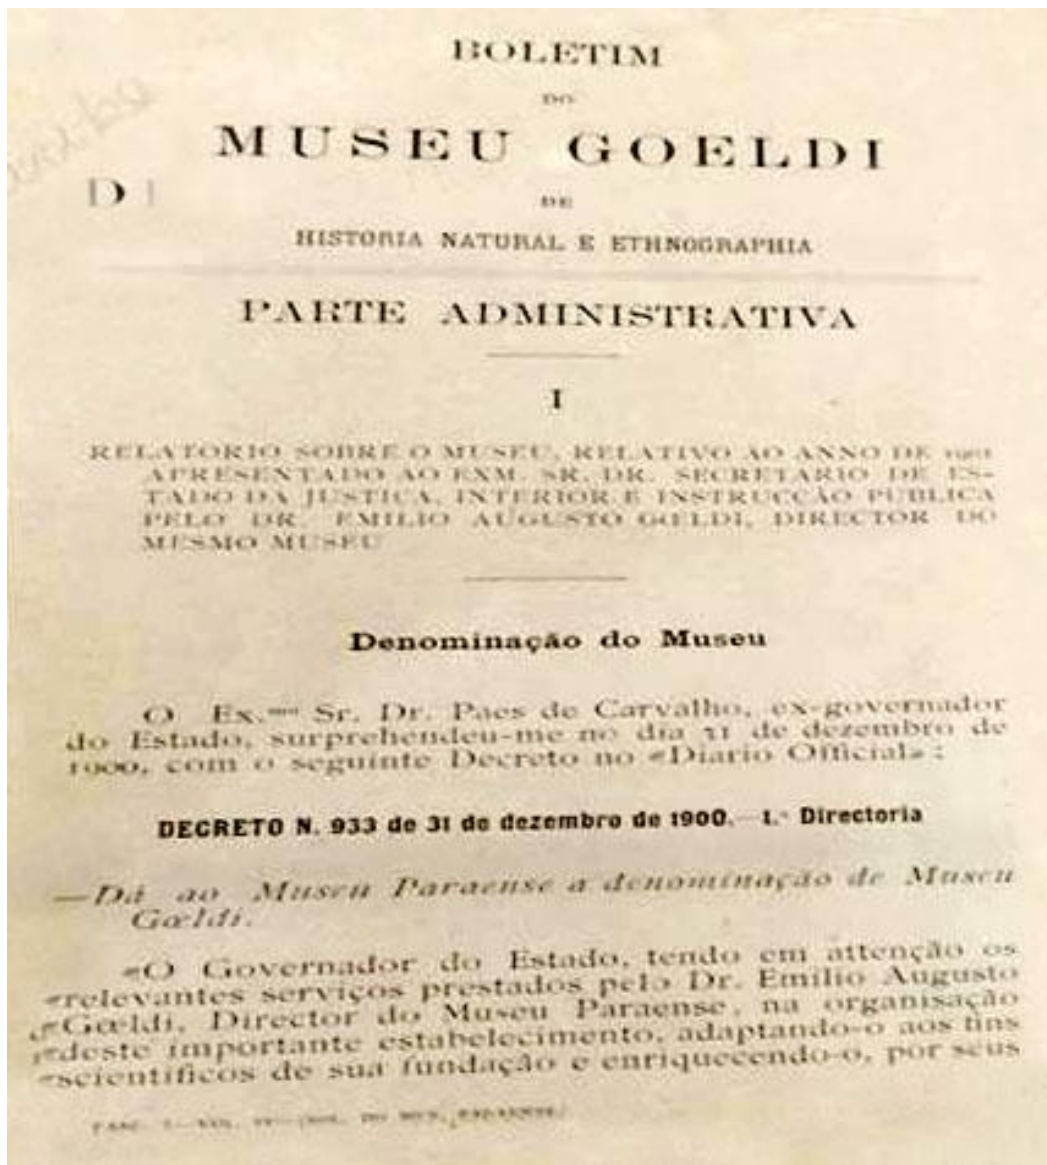 BOLETIM
DO
MUSEU GOELDI
D
DE
HISTORIA NATURAL E ETHNOGRAPHIA
PARTE ADMINISTRATIVA
I
RELATORIO SOBRE O MUSEU, RELATIVO AO ANNO DE
APRESENTADO AO EXM. SR. DR. SECRETARIO DE ES-
TADO DA JUSTIÇA, INTERIOR E INSTRUCÇÃO PUBLICA
PELO DR. EMILIO AUGUSTO GŒLDI, DIRECTOR DO
MESMO MUSEU
Denominação do Museu
O Ex.mo Sr. Dr. Paes de Carvalho, ex-governador
do Estado, surprehendeu-me no dia 31 de dezembro de
1900, com o seguinte Decreto no «Diario Official»:
DECRETO N. 933 de 31 de dezembro de 1900.— 1.ª Directoria
—Dá ao Museu Paraense a denominação de Museu
Gœldi.
«O Governador do Estado, tendo em attenção os
«relevantes serviços prestados pelo Dr. Emilio Augusto
«Gœldi, Director do Museu Paraense, na organisação
«deste importante estabelecimento, adaptando-o aos fins
«scientificos de sua fundação e enriquecendo-o, por seus